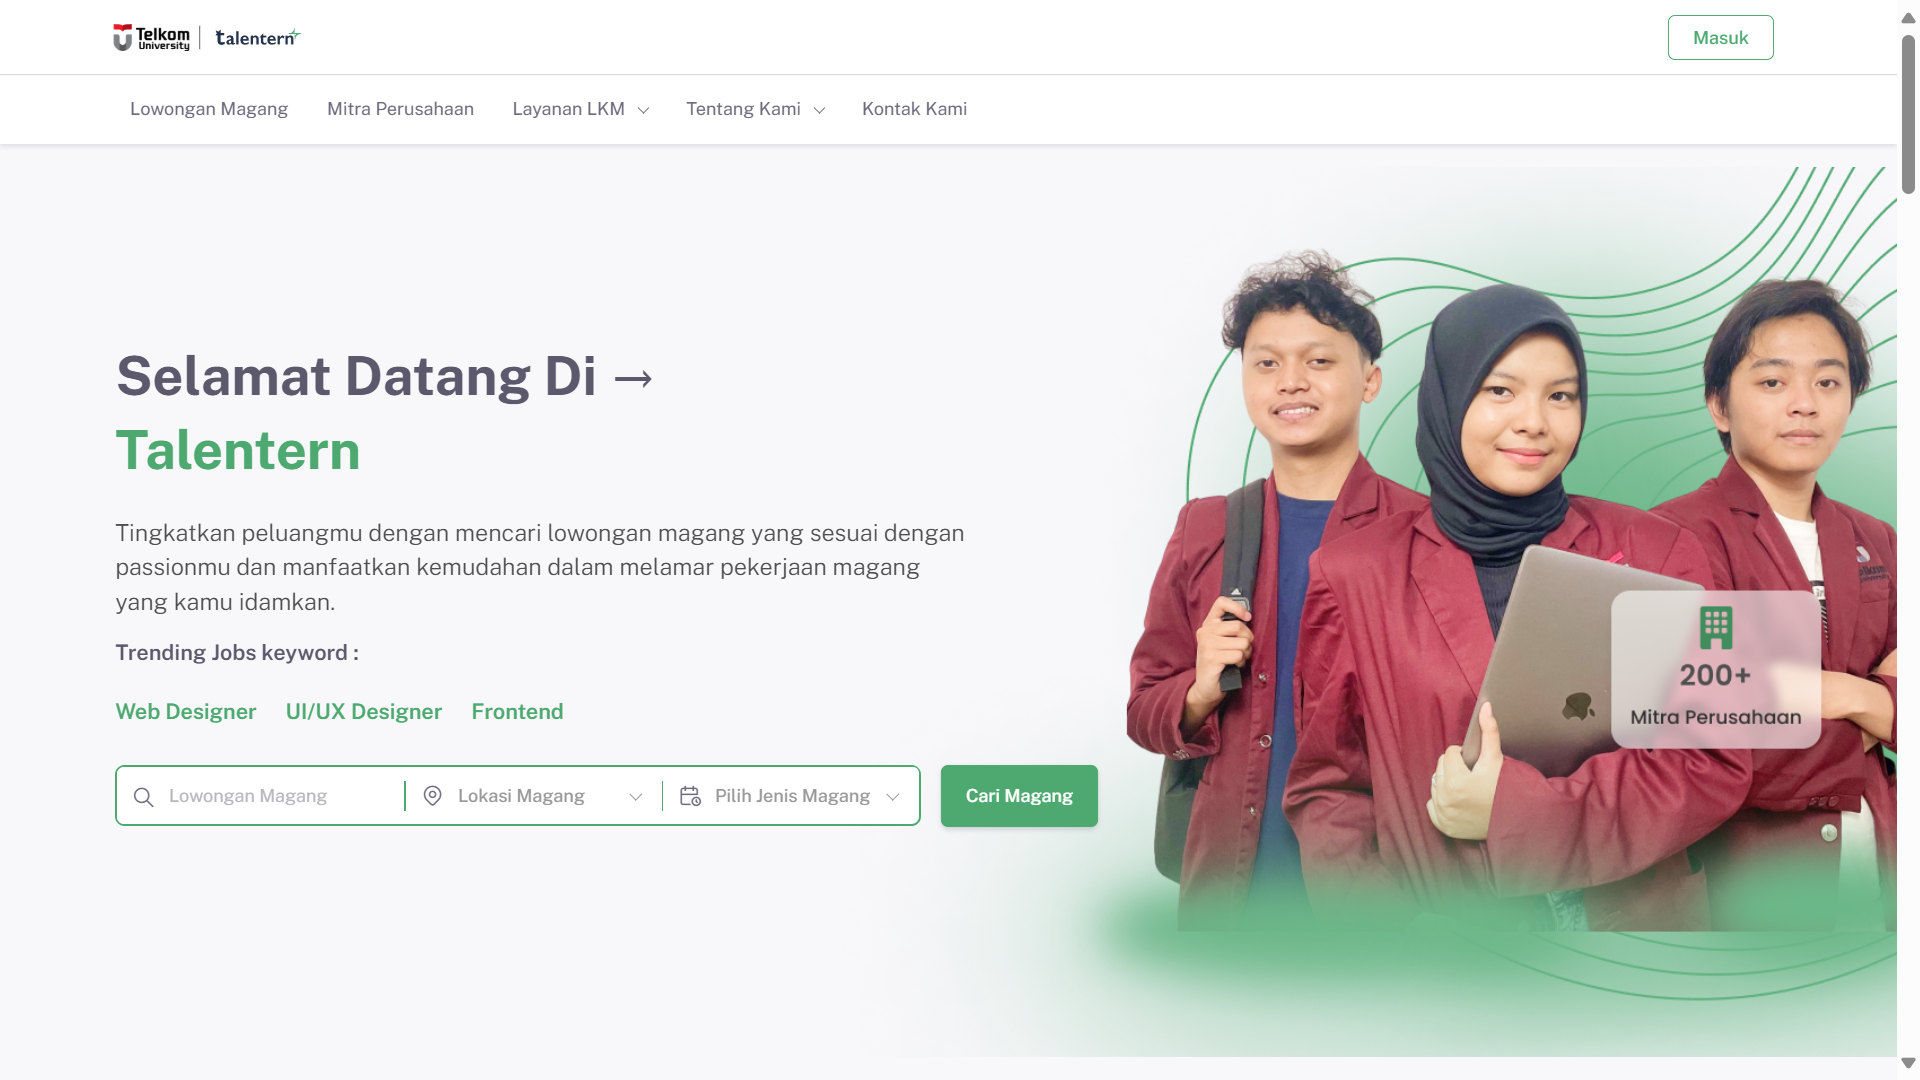 Telkom
University
talentern
Masuk
Lowongan Magang
Mitra Perusahaan
Layanan LKM
Tentang Kami
Kontak Kami
Selamat Datang Di →
Talentern
Tingkatkan peluangmu dengan mencari lowongan magang yang sesuai dengan
passionmu dan manfaatkan kemudahan dalam melamar pekerjaan magang
yang kamu idamkan.
Trending Jobs keyword :
Web Designer
UI/UX Designer
Frontend
Lowongan Magang
Lokasi Magang
Pilih Jenis Magang
Cari Magang
200+
Mitra Perusahaan